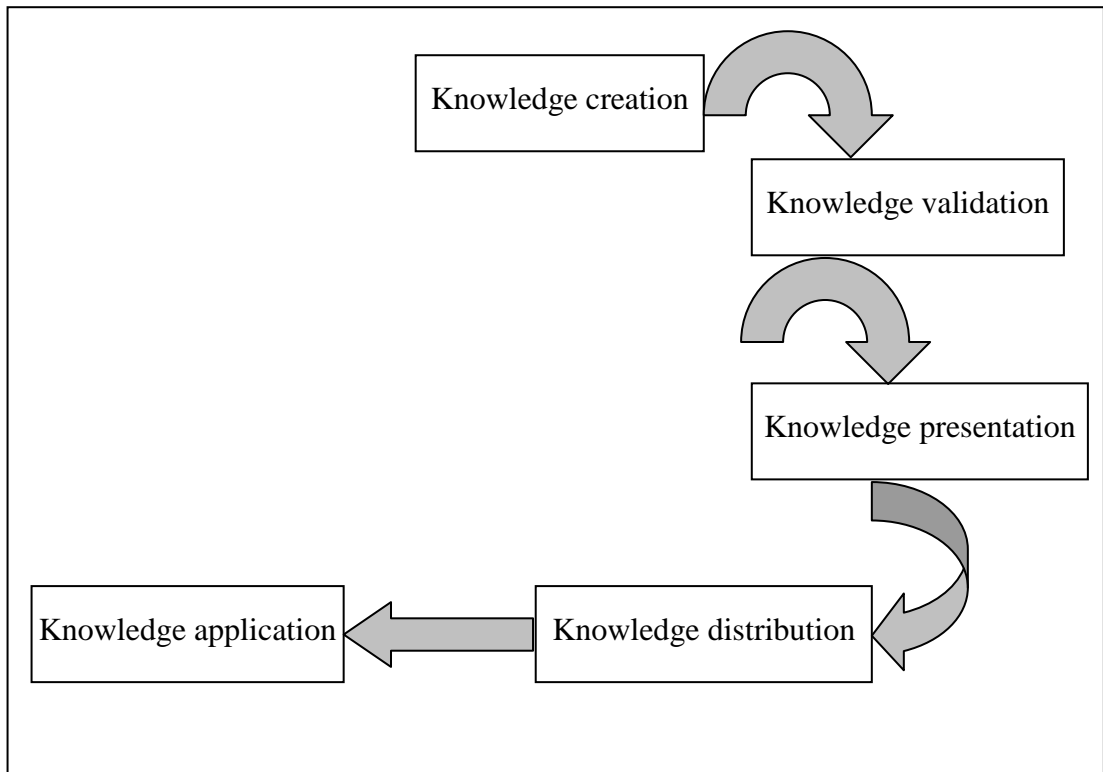 Knowledge creation
Knowledge validation
Knowledge presentation
Knowledge distribution
Knowledge application